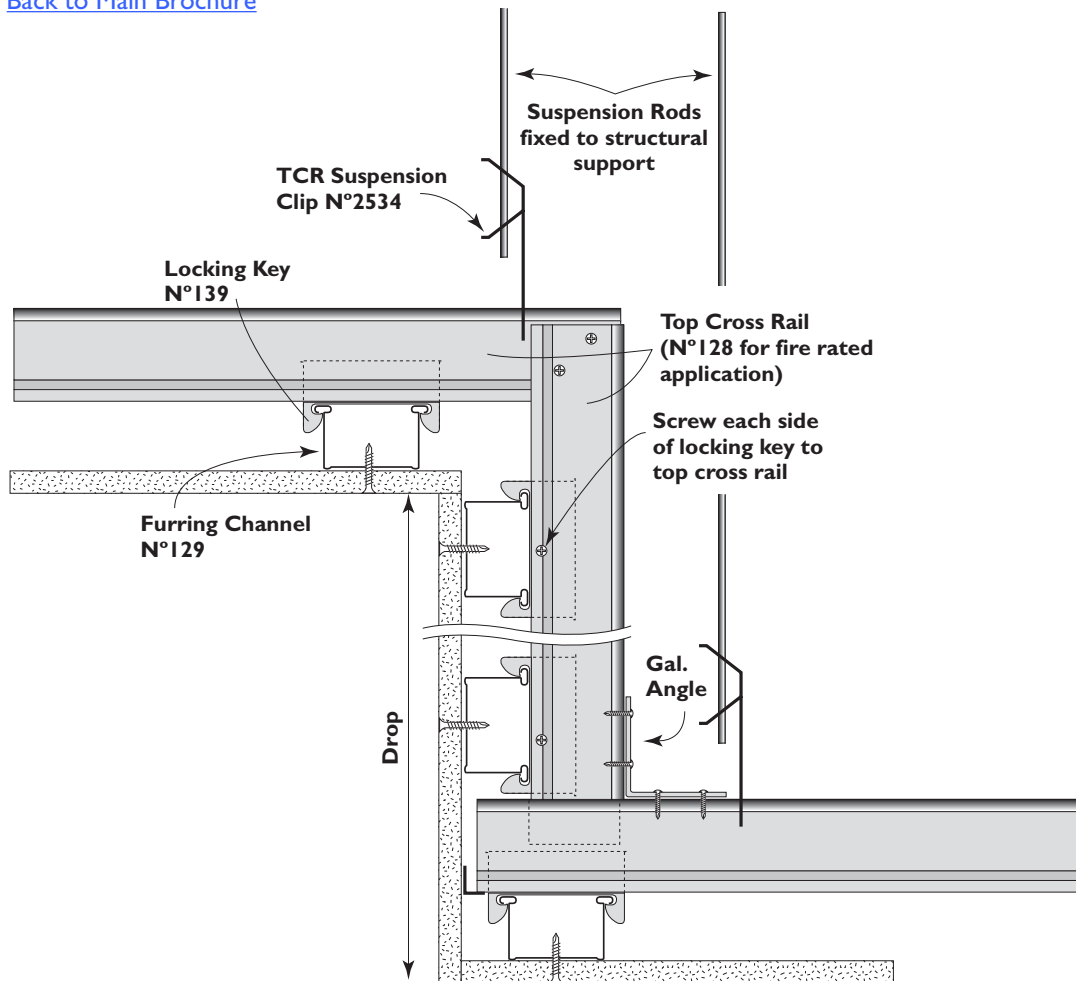 Back to Main Brochure
Suspension Rods
fixed to structural
support
TCR Suspension
Clip Nº2534
Locking Key
Nº139
Top Cross Rail
(Nº128 for fire rated
application)
Screw each side
of locking key to
top cross rail
Furring Channel
Nº129
Gal.
Angle
Drop